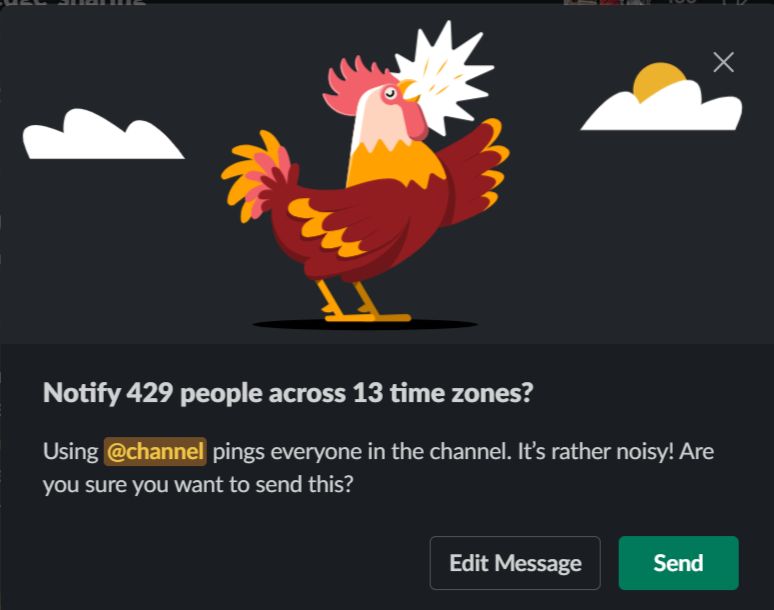 Notify 429 people across 13 time zones?
Using @channel pings everyone in the channel. It’s rather noisy! Are
you sure you want to send this?
Edit Message
Send